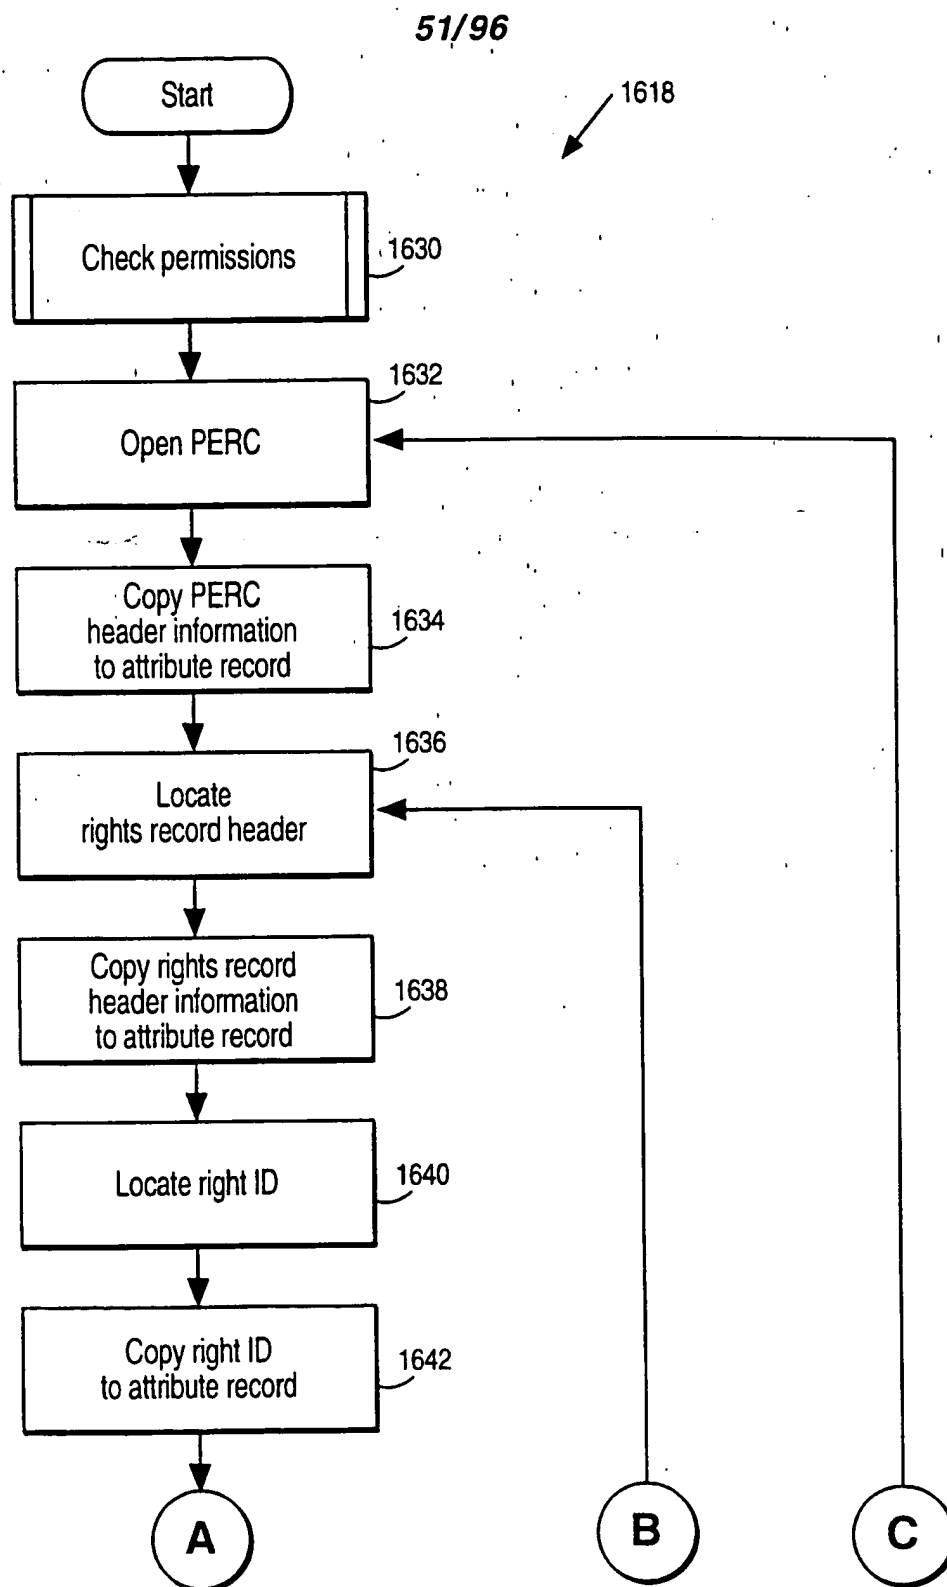 51/96
Start
1618
Check permissions
1630
1632
Open PERC
Copy PERC
header information
to attribute record
1634
1636
Locate
rights record header
Copy rights record
header information
to attribute record
1638
Locate right ID
1640
Copy right ID
to attribute record
1642
A
B
C